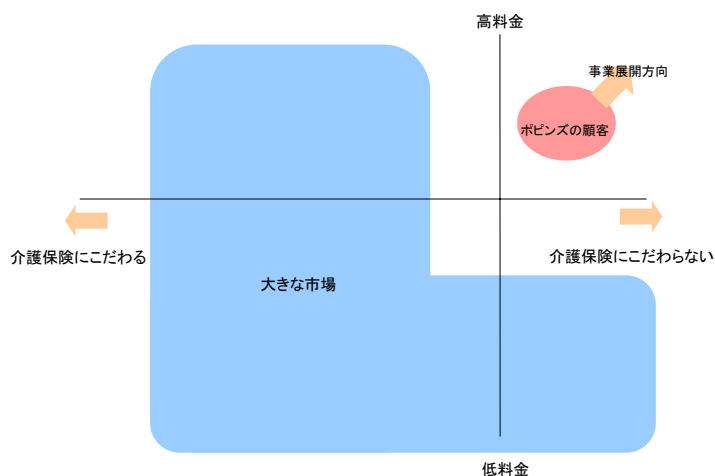 高料金
事業展開方向
ポピンズの顧客
介護保険にこだわる
介護保険にこだわらない
大きな市場
低料金